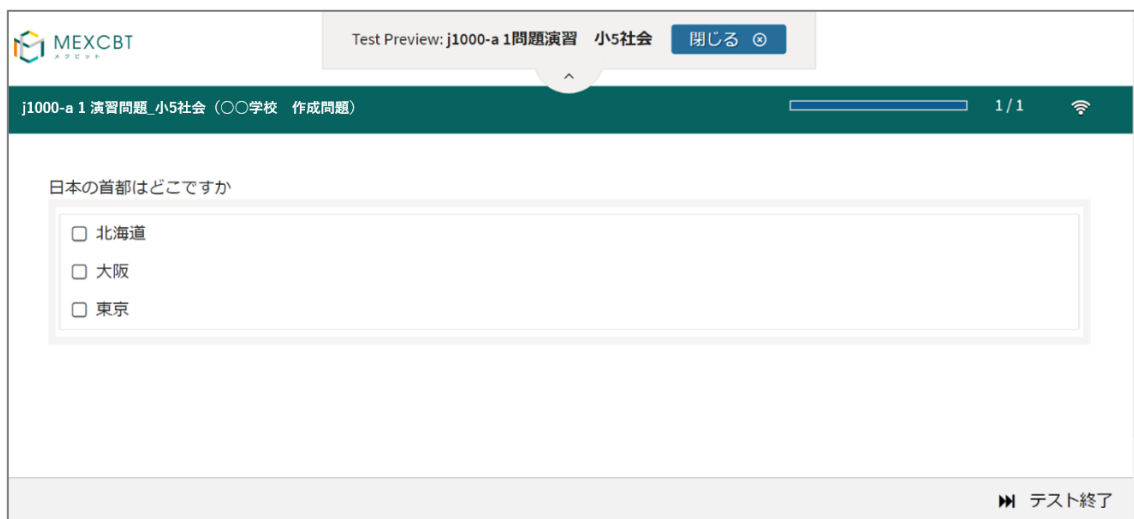 MEXCBT
メクビット
Test Preview: j1000-a 1問題演習　小5社会
閉じる
j1000-a 1 演習問題_小5社会（○○学校　作成問題）
1 / 1
日本の首都はどこですか
北海道
大阪
東京
テスト終了